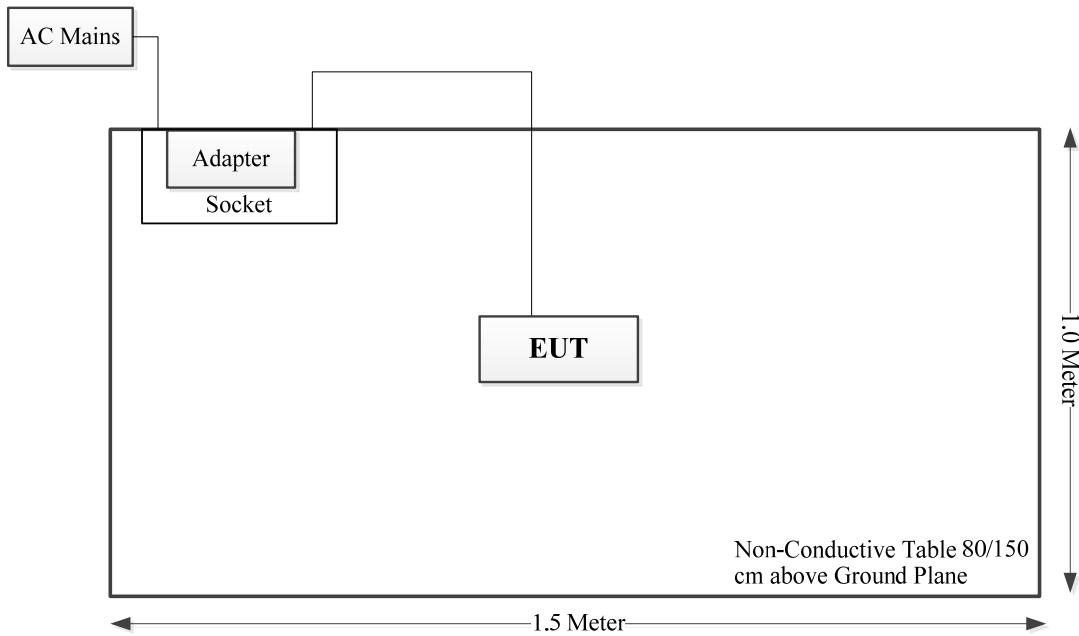 AC Mains
Adapter
Socket
EUT
1.0 Meter
Non-Conductive Table 80/150
cm above Ground Plane
1.5 Meter